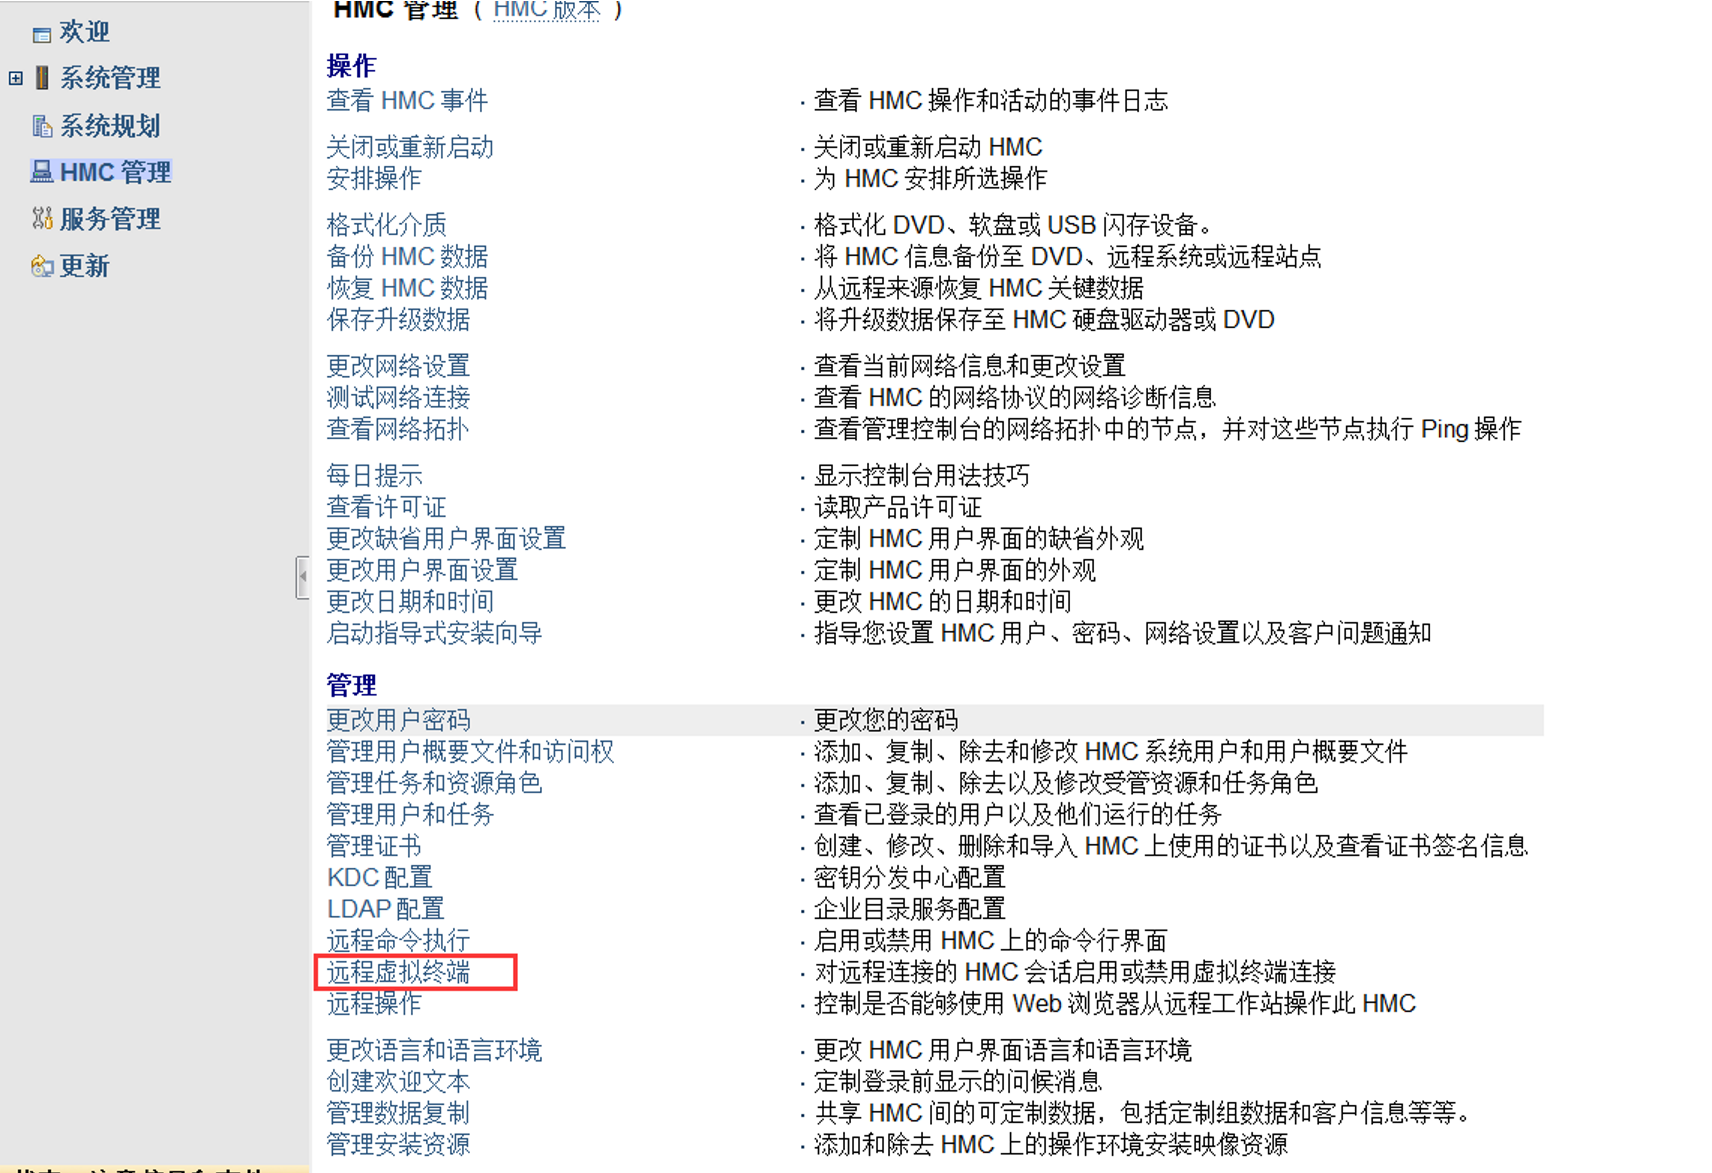 欢迎
系统管理
系统规划
HMC 管理
服务管理
更新
HMC 管理 ( HMC 版本 )
操作
查看 HMC 事件 · 查看 HMC 操作和活动的事件日志
关闭或重新启动 · 关闭或重新启动 HMC
安排操作 · 为 HMC 安排所选操作
格式化介质 · 格式化 DVD、软盘或 USB 闪存设备。
备份 HMC 数据 · 将 HMC 信息备份至 DVD、远程系统或远程站点
恢复 HMC 数据 · 从远程来源恢复 HMC 关键数据
保存升级数据 · 将升级数据保存至 HMC 硬盘驱动器或 DVD
更改网络设置 · 查看当前网络信息和更改设置
测试网络连接 · 查看 HMC 的网络协议的网络诊断信息
查看网络拓扑 · 查看管理控制台的网络拓扑中的节点，并对这些节点执行 Ping 操作
每日提示 · 显示控制台用法技巧
查看许可证 · 读取产品许可证
更改缺省用户界面设置 · 定制 HMC 用户界面的缺省外观
更改用户界面设置 · 定制 HMC 用户界面的外观
更改日期和时间 · 更改 HMC 的日期和时间
启动指导式安装向导 · 指导您设置 HMC 用户、密码、网络设置以及客户问题通知
管理
更改用户密码 · 更改您的密码
管理用户概要文件和访问权 · 添加、复制、除去和修改 HMC 系统用户和用户概要文件
管理任务和资源角色 · 添加、复制、除去以及修改受管资源和任务角色
管理用户和任务 · 查看已登录的用户以及他们运行的任务
管理证书 · 创建、修改、删除和导入 HMC 上使用的证书以及查看证书签名信息
KDC 配置 · 密钥分发中心配置
LDAP 配置 · 企业目录服务配置
远程命令执行 · 启用或禁用 HMC 上的命令行界面
远程虚拟终端 · 对远程连接的 HMC 会话启用或禁用虚拟终端连接
远程操作 · 控制是否能够使用 Web 浏览器从远程工作站操作此 HMC
更改语言和语言环境 · 更改 HMC 用户界面语言和语言环境
创建欢迎文本 · 定制登录前显示的问候消息
管理数据复制 · 共享 HMC 间的可定制数据，包括定制组数据和客户信息等等。
管理安装资源 · 添加和除去 HMC 上的操作环境安装映像资源